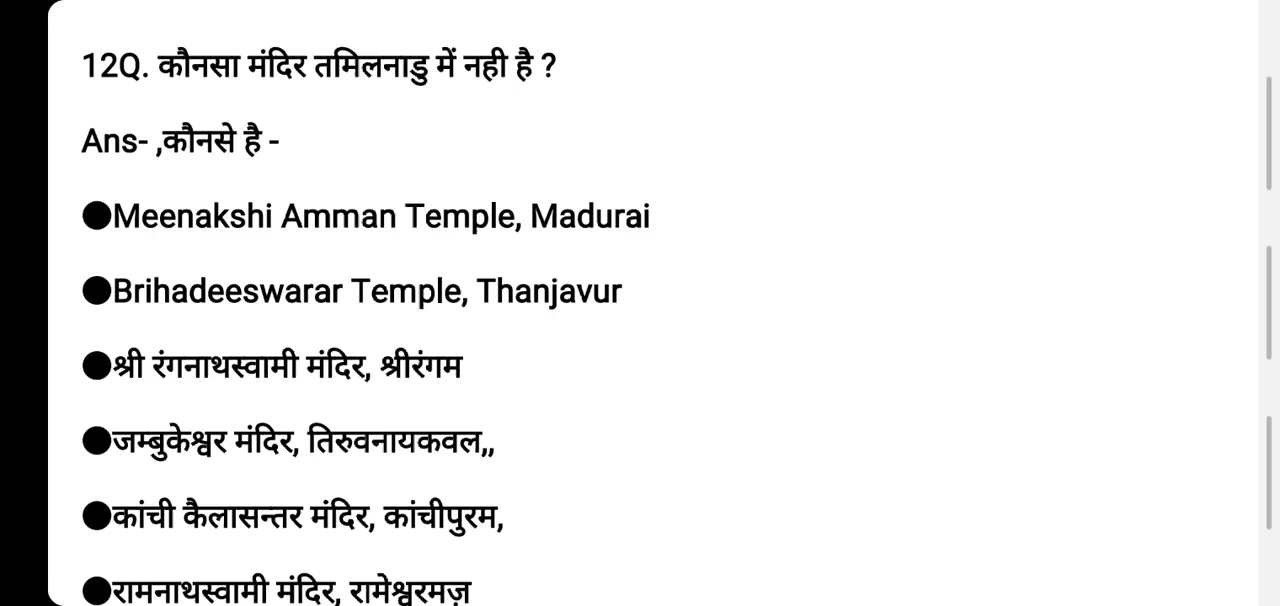 12Q. कौनसा मंदिर तमिलनाडु में नही है ?
Ans- ,कौनसे है -
●Meenakshi Amman Temple, Madurai
●Brihadeeswarar Temple, Thanjavur
●श्री रंगनाथस्वामी मंदिर, श्रीरंगम
●जम्बुकेश्वर मंदिर, तिरुवनायकवल,,
●कांची कैलासन्तर मंदिर, कांचीपुरम,
●रामनाथस्वामी मंदिर, रामेश्वरमज़